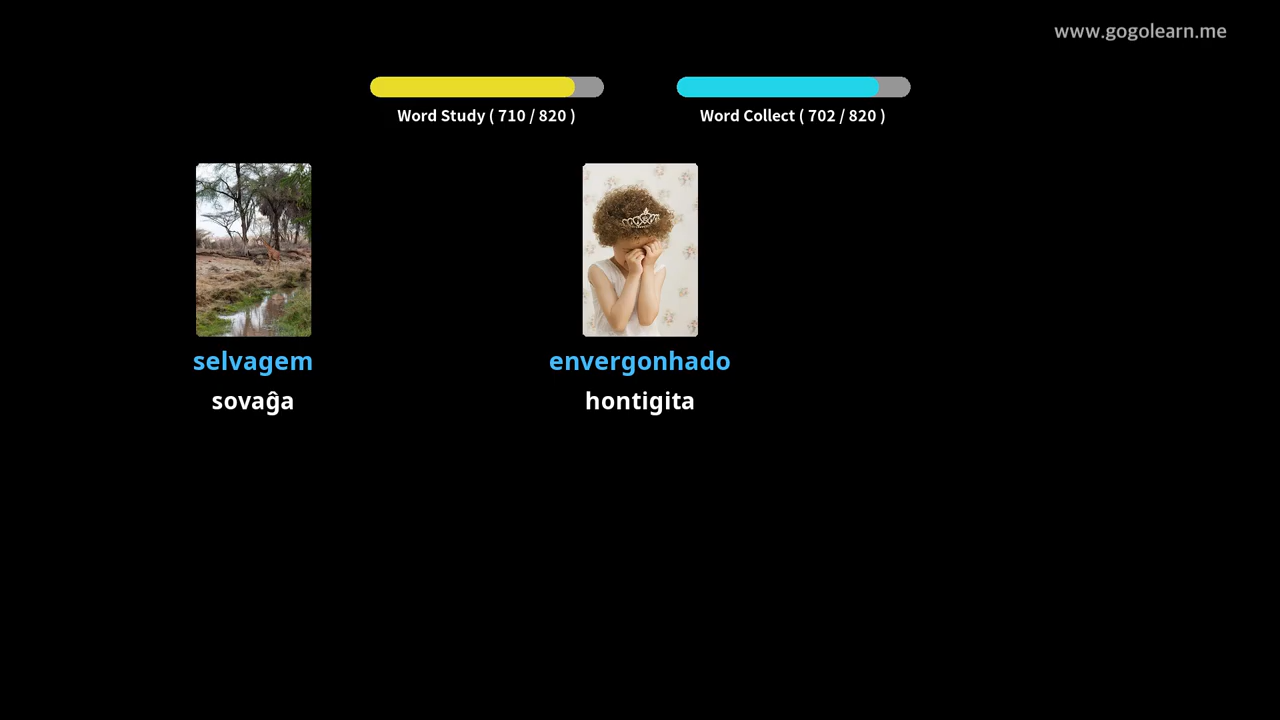 www.gogolearn.me
Word Study ( 710 / 820 )
Word Collect ( 702 / 820 )
selvagem
envergonhado
sovaĝa
hontigita